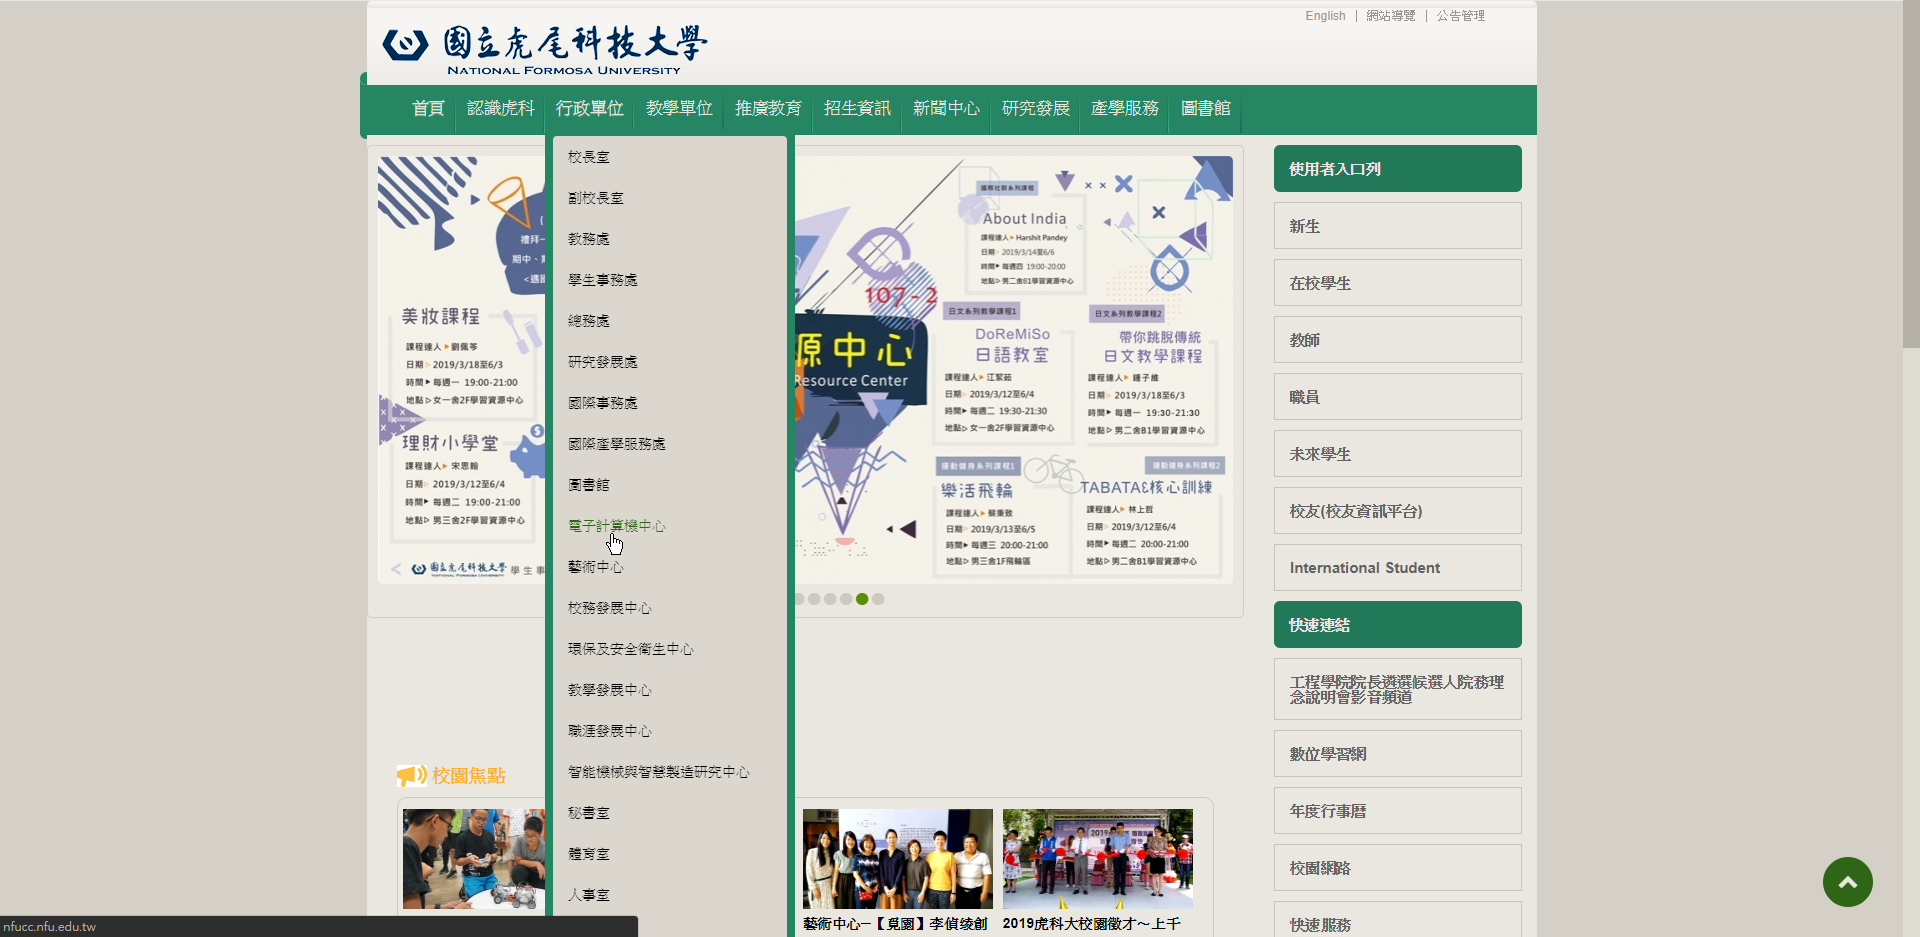 English | 網站導覽 | 公告管理
國立虎尾科技大學
NATIONAL FORMOSA UNIVERSITY
首頁 認識虎科 行政單位 教學單位 推廣教育 招生資訊 新聞中心 研究發展 產學服務 圖書館
校長室
副校長室
教務處
學生事務處
總務處
研究發展處
國際事務處
國際產學服務處
圖書館
電子計算機中心
藝術中心
校務發展中心
環保及安全衛生中心
教學發展中心
職涯發展中心
智能機械與智慧製造研究中心
秘書室
體育室
人事室
禮拜一
期中、
美妝課程
課程達人▶劉佩苓
日期▷ 2019/3/18至6/3
時間▶ 每週一 19:00-21:00
地點▷ 女一舍2F學習資源中心
理財小學堂
課程達人▶ 宋恩翰
日期▷ 2019/3/12至6/4
時間▶ 每週二 19:00-21:00
地點▷ 男三舍2F學習資源中心
國立虎尾科技大學 學生事
107-2
源中心
Resource Center
國際社群系列課程
About India
課程達人▶ Harshit Pandey
日期▷ 2019/3/14至6/6
時間▶ 每週四 19:00-20:00
地點▷ 男二舍B1學習資源中心
日文系列教學課程1
DoReMiSo
日語教室
課程達人▶ 江絜茹
日期▷ 2019/3/12至6/4
時間▶ 每週二 19:30-21:30
地點▷ 女一舍2F學習資源中心
日文系列教學課程2
帶你跳脫傳統
日文教學課程
課程達人▶ 鍾子維
日期▷ 2019/3/18至6/3
時間▶ 每週一 19:30-21:30
地點▷ 男二舍B1學習資源中心
運動健身系列課程1
樂活飛輪
課程達人▶ 蔡秉致
日期▷ 2019/3/13至6/5
時間▶ 每週三 20:00-21:00
地點▷ 男三舍1F飛輪區
運動健身系列課程2
TABATA&核心訓練
課程達人▶ 林上哲
日期▷ 2019/3/12至6/4
時間▶ 每週二 20:00-21:00
地點▷ 男二舍B1學習資源中心
校園焦點
藝術中心─【覓園】李偵綾創
2019虎科大校園徵才～上千
使用者入口列
新生
在校學生
教師
職員
未來學生
校友(校友資訊平台)
International Student
快速連結
工程學院院長遴選候選人院務理
念說明會影音頻道
數位學習網
年度行事曆
校園網路
快速服務
nfucc.nfu.edu.tw